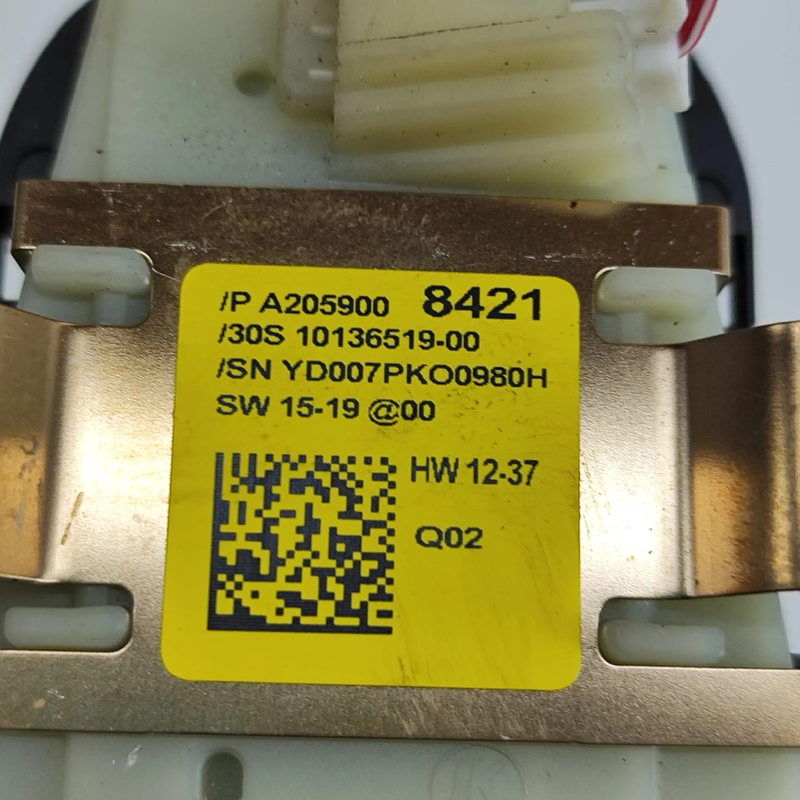 /P A205900 8421
/30S 10136519-00
/SN YD007PKO0980H
SW 15-19 @00
HW 12-37
Q02